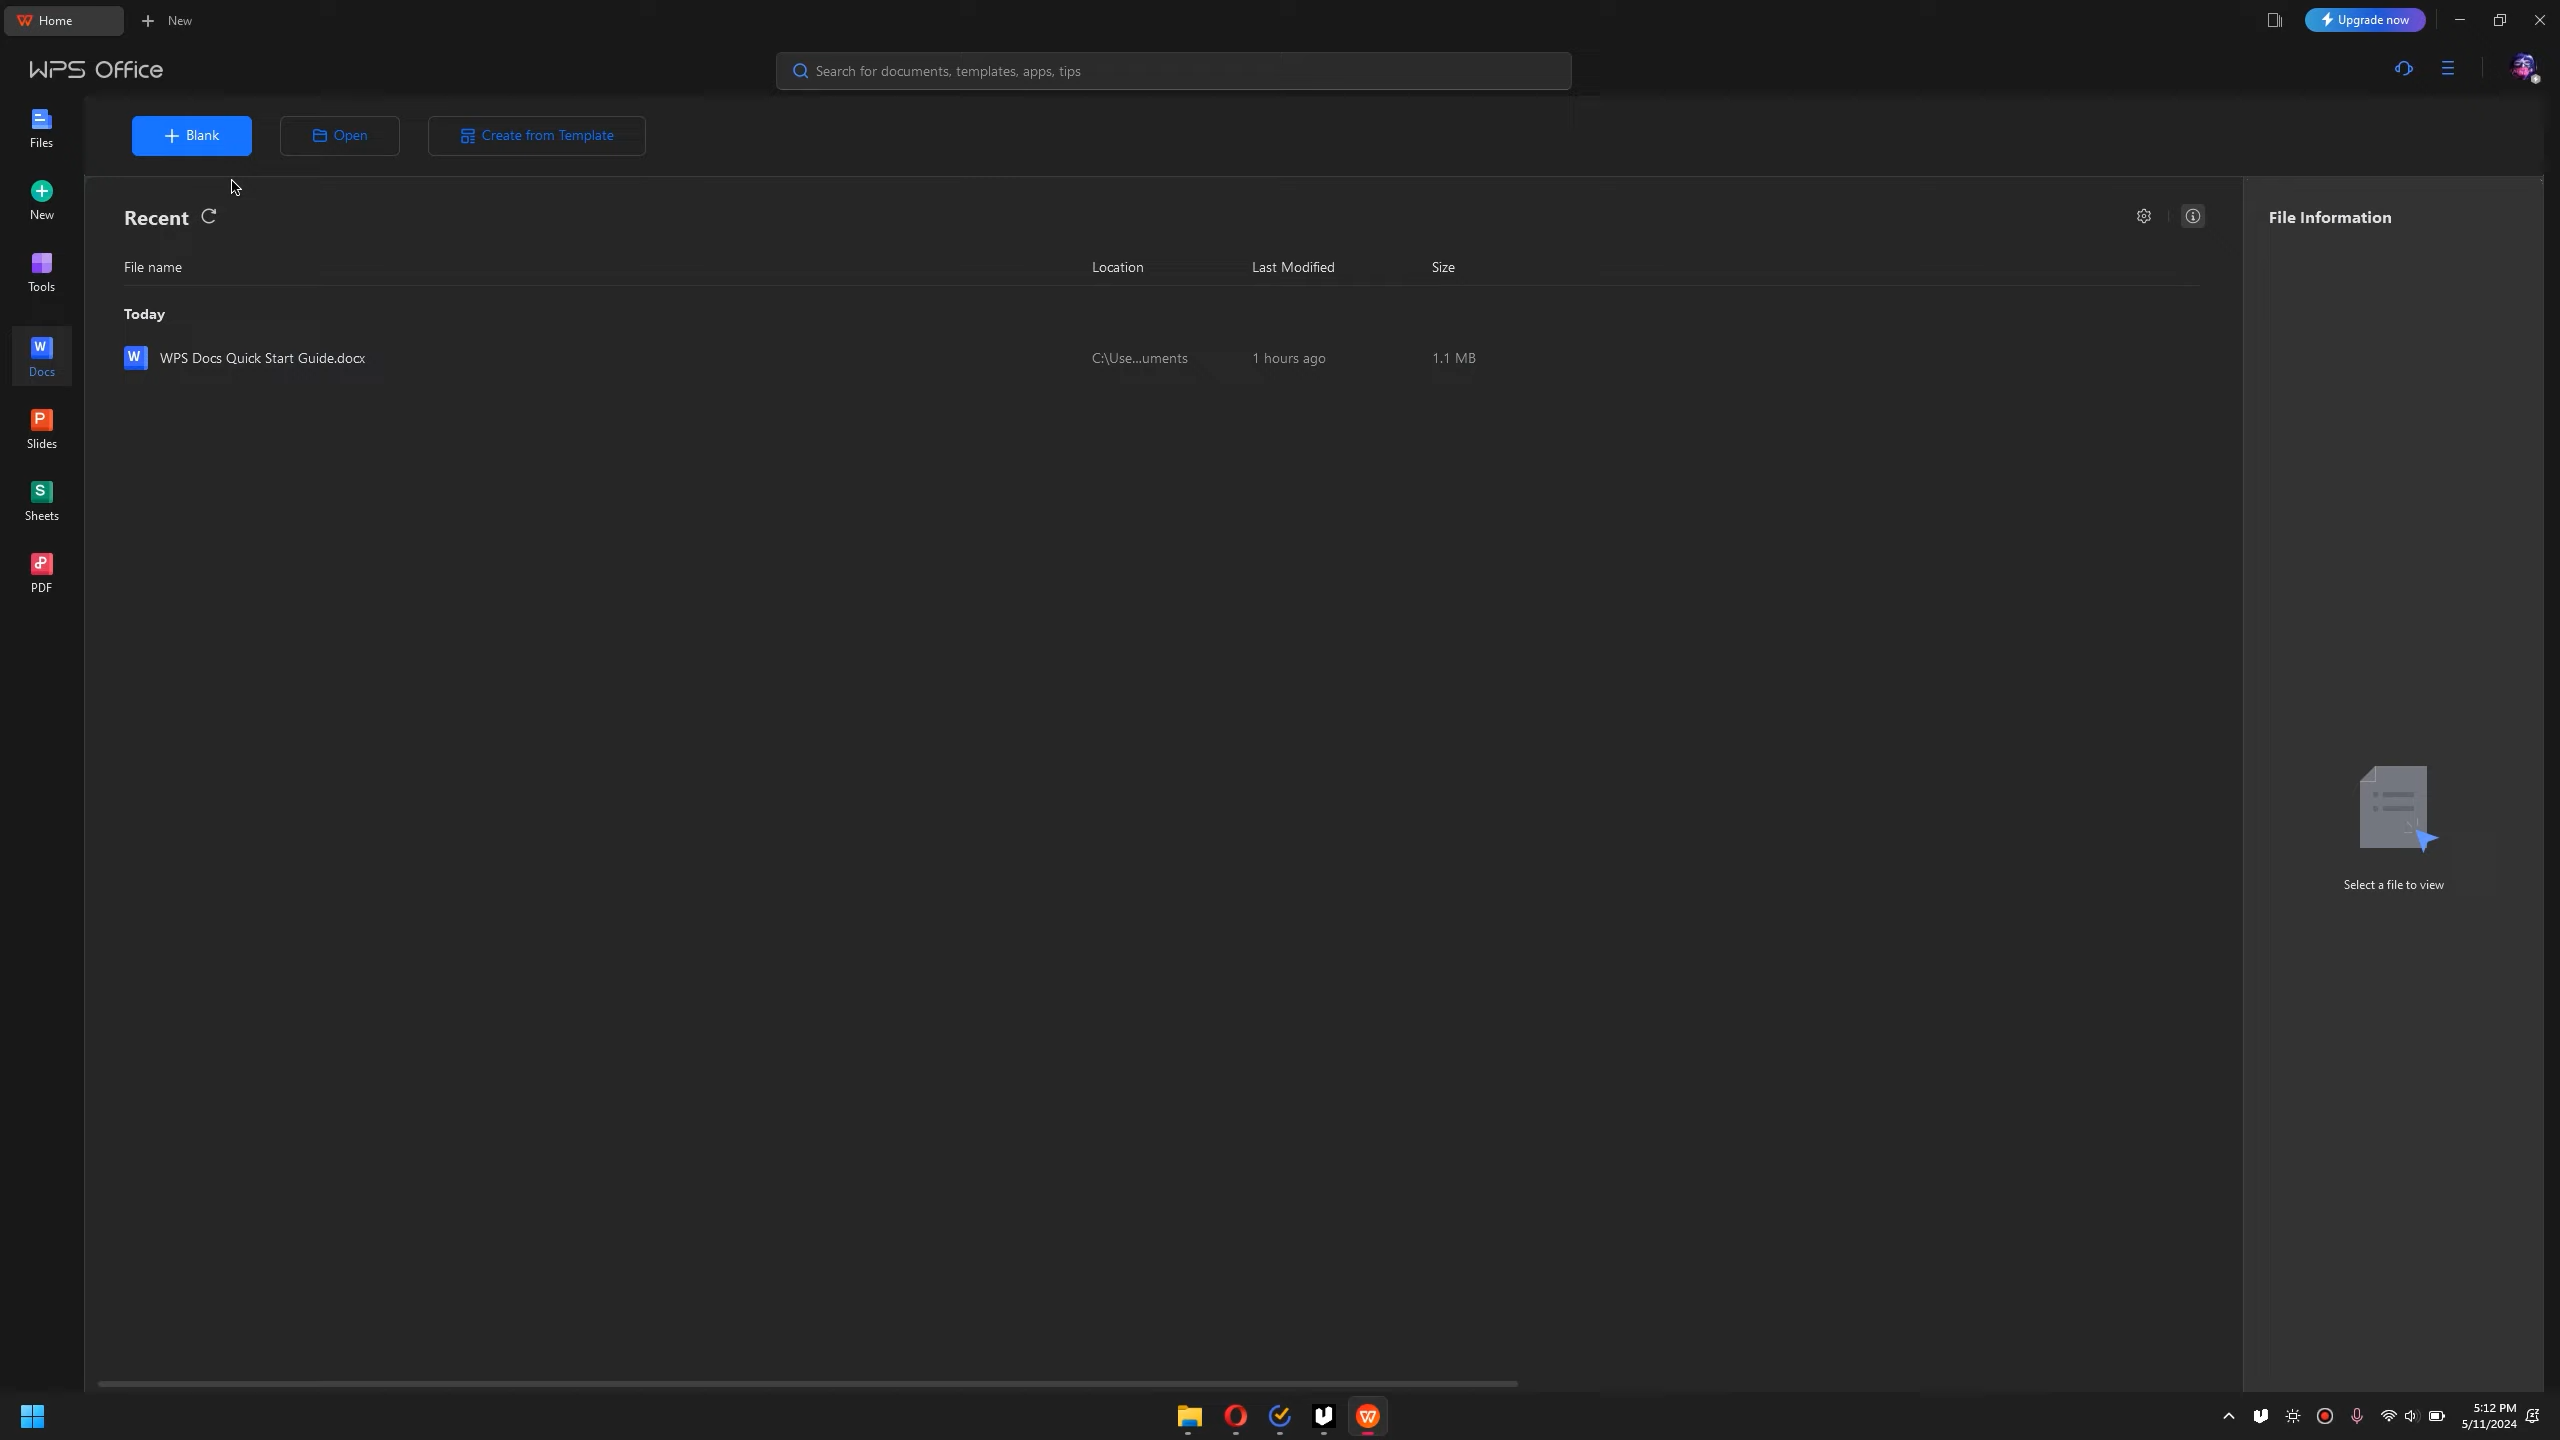 Home
New
Upgrade now
WPS Office
Search for documents, templates, apps, tips
Files
New
Tools
W
Docs
P
Slides
S
Sheets
P
PDF
Blank
Open
Create from Template
Recent
File name
Location
Last Modified
Size
Today
W
WPS Docs Quick Start Guide.docx
C:\Use...uments
1 hours ago
1.1 MB
File Information
Select a file to view
5:12 PM
5/11/2024